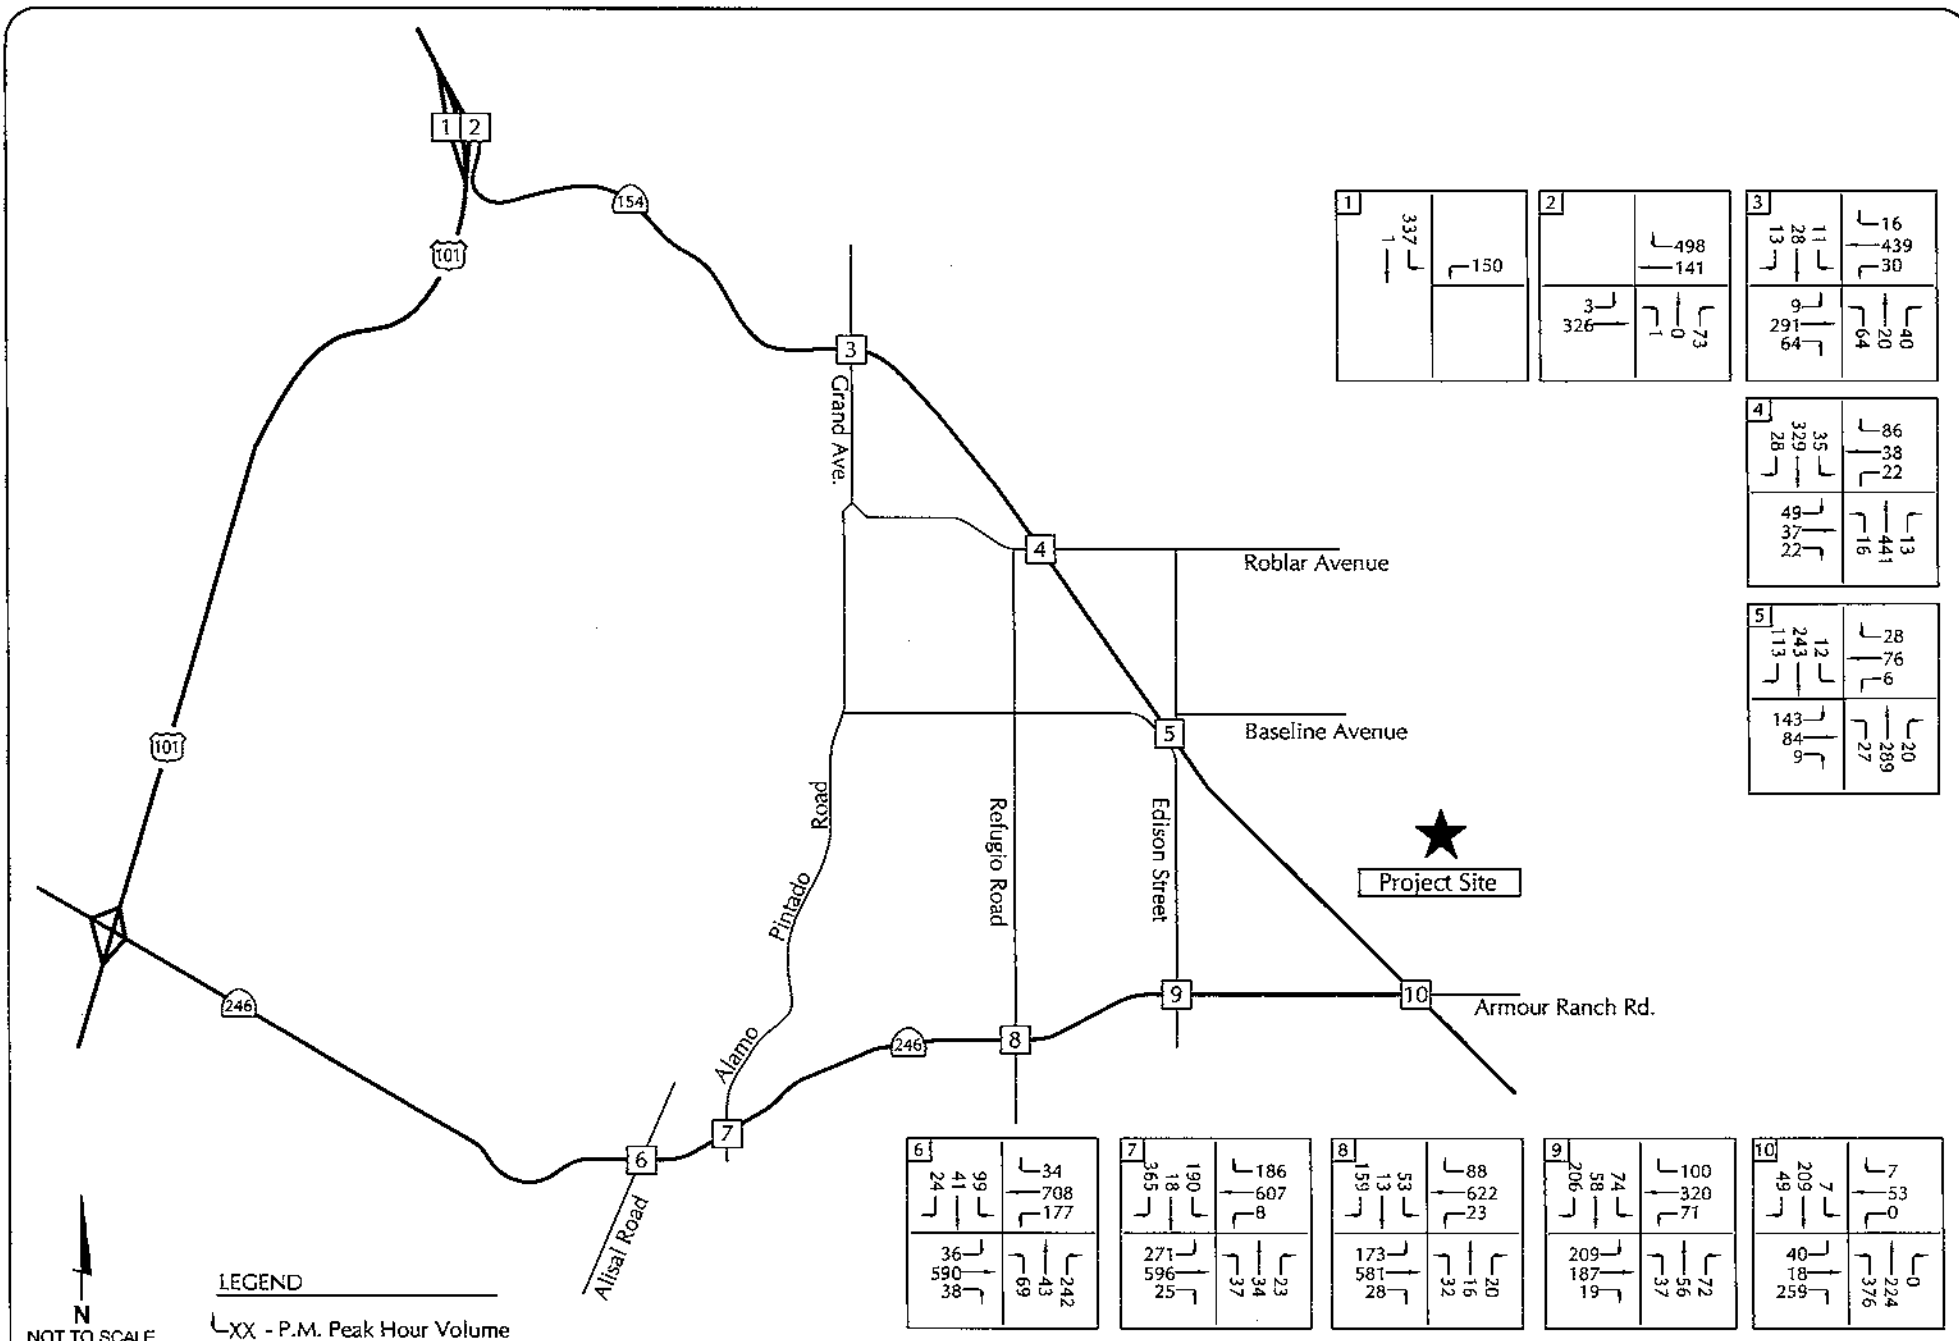 1 2
154
101
3
Grand Ave.
4
Roblar Avenue
5
Baseline Avenue
101
Road
Pintado
Alamo
Refugio Road
Edison Street
Project Site
246
246
9
10
Armour Ranch Rd.
8
7
6
Alisal Road
N
NOT TO SCALE
LEGEND
XX - P.M. Peak Hour Volume
1
1 337
150
2
498
141
3
326
1 0 73
3
13 28 11
16
439
30
9
291
64
64 20 40
4
28 329 35
86
38
22
49
37
22
16 441 13
5
113 243 12
28
76
6
143
84
9
27 289 20
6
24 41 99
34
708
177
36
590
38
69 43 242
7
365 18 190
186
607
8
271
596
25
37 34 23
8
159 13 53
88
622
23
173
581
28
32 16 20
9
206 58 74
100
320
71
209
187
19
37 56 72
10
49 209 7
7
53
0
40
18
259
376 224 0